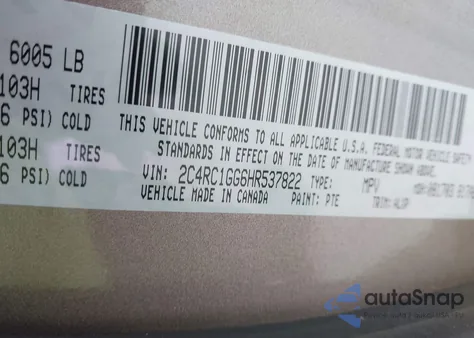 6005 LB
103H TIRES
6 PSI) COLD
THIS VEHICLE CONFORMS TO ALL APPLICABLE U.S.A. FEDERAL MOTOR VEHICLE SAFETY
STANDARDS IN EFFECT ON THE DATE OF MANUFACTURE SHOWN ABOVE.
103H TIRES
6 PSI) COLD
VIN: 2C4RC1GG6HR537822 TYPE: MPV
VEHICLE MADE IN CANADA PAINT: PTE TRIM:
autoSnap